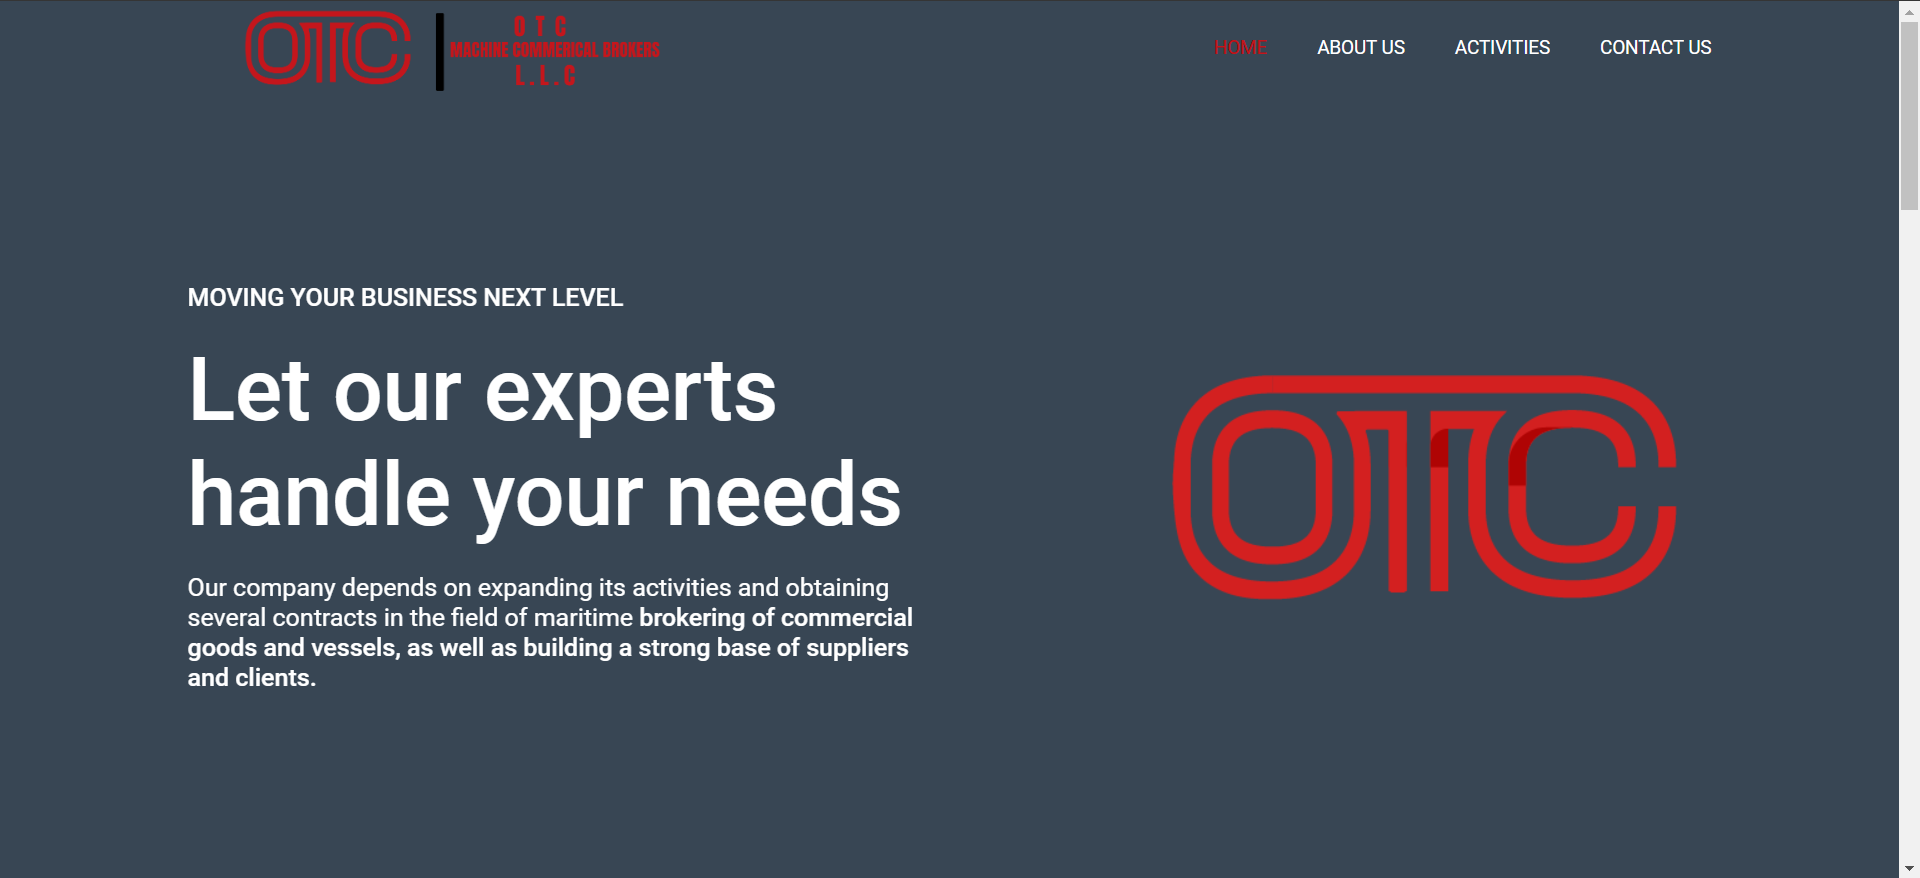 OTC
O T C
MACHINE COMMERICAL BROKERS
L.L.C
HOME
ABOUT US
ACTIVITIES
CONTACT US
MOVING YOUR BUSINESS NEXT LEVEL
Let our experts
handle your needs
Our company depends on expanding its activities and obtaining
several contracts in the field of maritime brokering of commercial
goods and vessels, as well as building a strong base of suppliers
and clients.
OTC